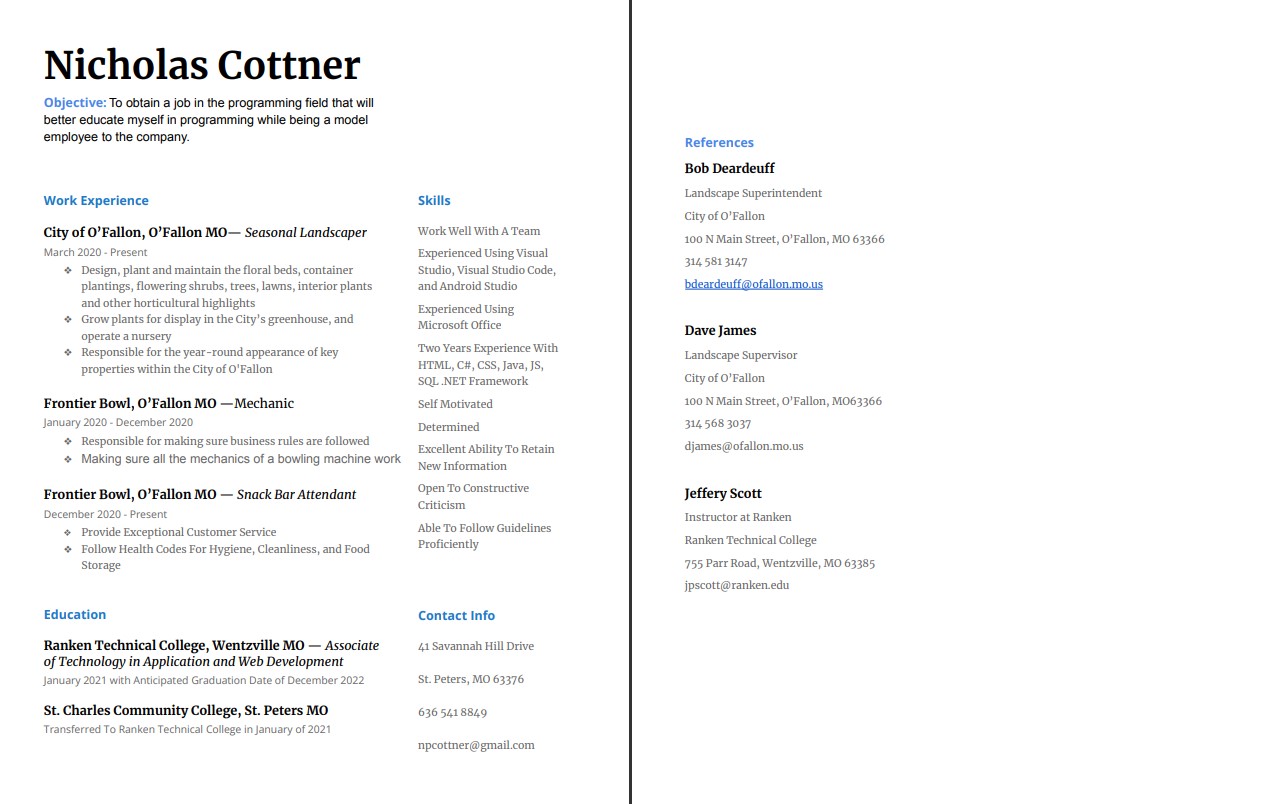 Nicholas Cottner
Objective: To obtain a job in the programming field that will
better educate myself in programming while being a model
employee to the company.
Work Experience
City of O’Fallon, O’Fallon MO— Seasonal Landscaper
March 2020 - Present
❖ Design, plant and maintain the floral beds, container
plantings, flowering shrubs, trees, lawns, interior plants
and other horticultural highlights
❖ Grow plants for display in the City's greenhouse, and
operate a nursery
❖ Responsible for the year-round appearance of key
properties within the City of O'Fallon
Frontier Bowl, O’Fallon MO —Mechanic
January 2020 - December 2020
❖ Responsible for making sure business rules are followed
❖ Making sure all the mechanics of a bowling machine work
Frontier Bowl, O’Fallon MO — Snack Bar Attendant
December 2020 - Present
❖ Provide Exceptional Customer Service
❖ Follow Health Codes For Hygiene, Cleanliness, and Food
Storage
Education
Ranken Technical College, Wentzville MO — Associate
of Technology in Application and Web Development
January 2021 with Anticipated Graduation Date of December 2022
St. Charles Community College, St. Peters MO
Transferred To Ranken Technical College in January of 2021
Skills
Work Well With A Team
Experienced Using Visual
Studio, Visual Studio Code,
and Android Studio
Experienced Using
Microsoft Office
Two Years Experience With
HTML, C#, CSS, Java, JS,
SQL .NET Framework
Self Motivated
Determined
Excellent Ability To Retain
New Information
Open To Constructive
Criticism
Able To Follow Guidelines
Proficiently
Contact Info
41 Savannah Hill Drive
St. Peters, MO 63376
636 541 8849
npcottner@gmail.com
References
Bob Deardeuff
Landscape Superintendent
City of O’Fallon
100 N Main Street, O’Fallon, MO 63366
314 581 3147
bdeardeuff@ofallon.mo.us
Dave James
Landscape Supervisor
City of O’Fallon
100 N Main Street, O’Fallon, MO63366
314 568 3037
djames@ofallon.mo.us
Jeffery Scott
Instructor at Ranken
Ranken Technical College
755 Parr Road, Wentzville, MO 63385
jpscott@ranken.edu